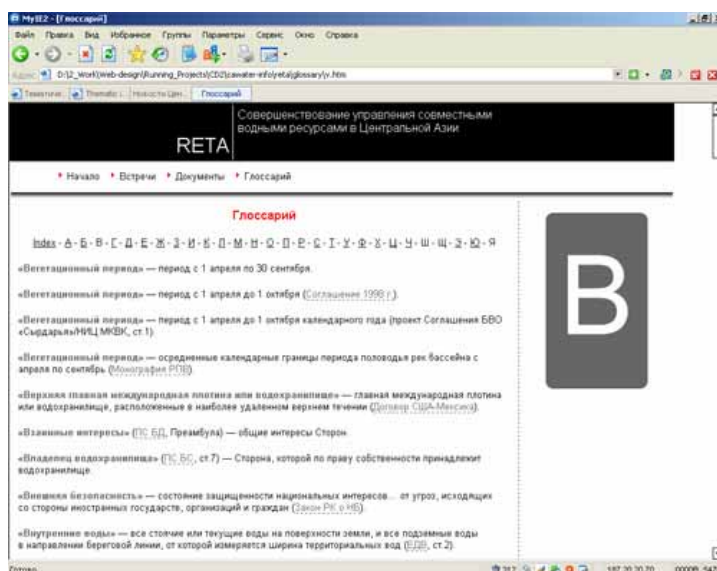 MyIE2 - [Глоссарий]
Файл Правка Вид Избранное Группы Параметры Сервис Окно Справка
D:\2_Work\Web-design\Running_Projects\CD2\cawater-info\reta\glossary\v.htm
Thematic Новости Цен... Глоссарий
RETA
Совершенствование управления совместными
водными ресурсами в Центральной Азии
Начало Встречи Документы Глоссарий
Глоссарий
Index - А - Б - В - Г - Д - Е - Ж - З - И - К - Л - М - Н - О - П - Р - С - Т - У - Ф - Х - Ц - Ч - Ш - Щ - Э - Ю - Я
В
«Вегетационный период» — период с 1 апреля по 30 сентября.
«Вегетационный период» — период с 1 апреля до 1 октября (Соглашение 1998 г.).
«Вегетационный период» — период с 1 апреля до 1 октября календарного года (проект Соглашения БВО
«Сырдарья»/НИЦ МКВК, ст.1).
«Вегетационный период» — осредненные календарные границы периода половодья рек бассейна с
апреля по сентябрь (Монография РПВ).
«Верхняя главная международная плотина или водохранилище» — главная международная плотина
или водохранилище, расположенные в наиболее удаленном верхнем течении (Договор США-Мексика).
«Взаимные интересы» (ПС БД, Преамбула) — общие интересы Сторон.
«Владелец водохранилища» (ПС БС, ст.7) — Сторона, которой по праву собственности принадлежит
водохранилище.
«Внешняя безопасность» — состояние защищенности национальных интересов... от угроз, исходящих
со стороны иностранных государств, организаций и граждан (Закон РК о НБ).
«Внутренние воды» — все стоячие или текущие воды на поверхности земли, и все подземные воды
в направлении береговой линии, от которой измеряется ширина территориальных вод (ЕДВ, ст.2).
Готово